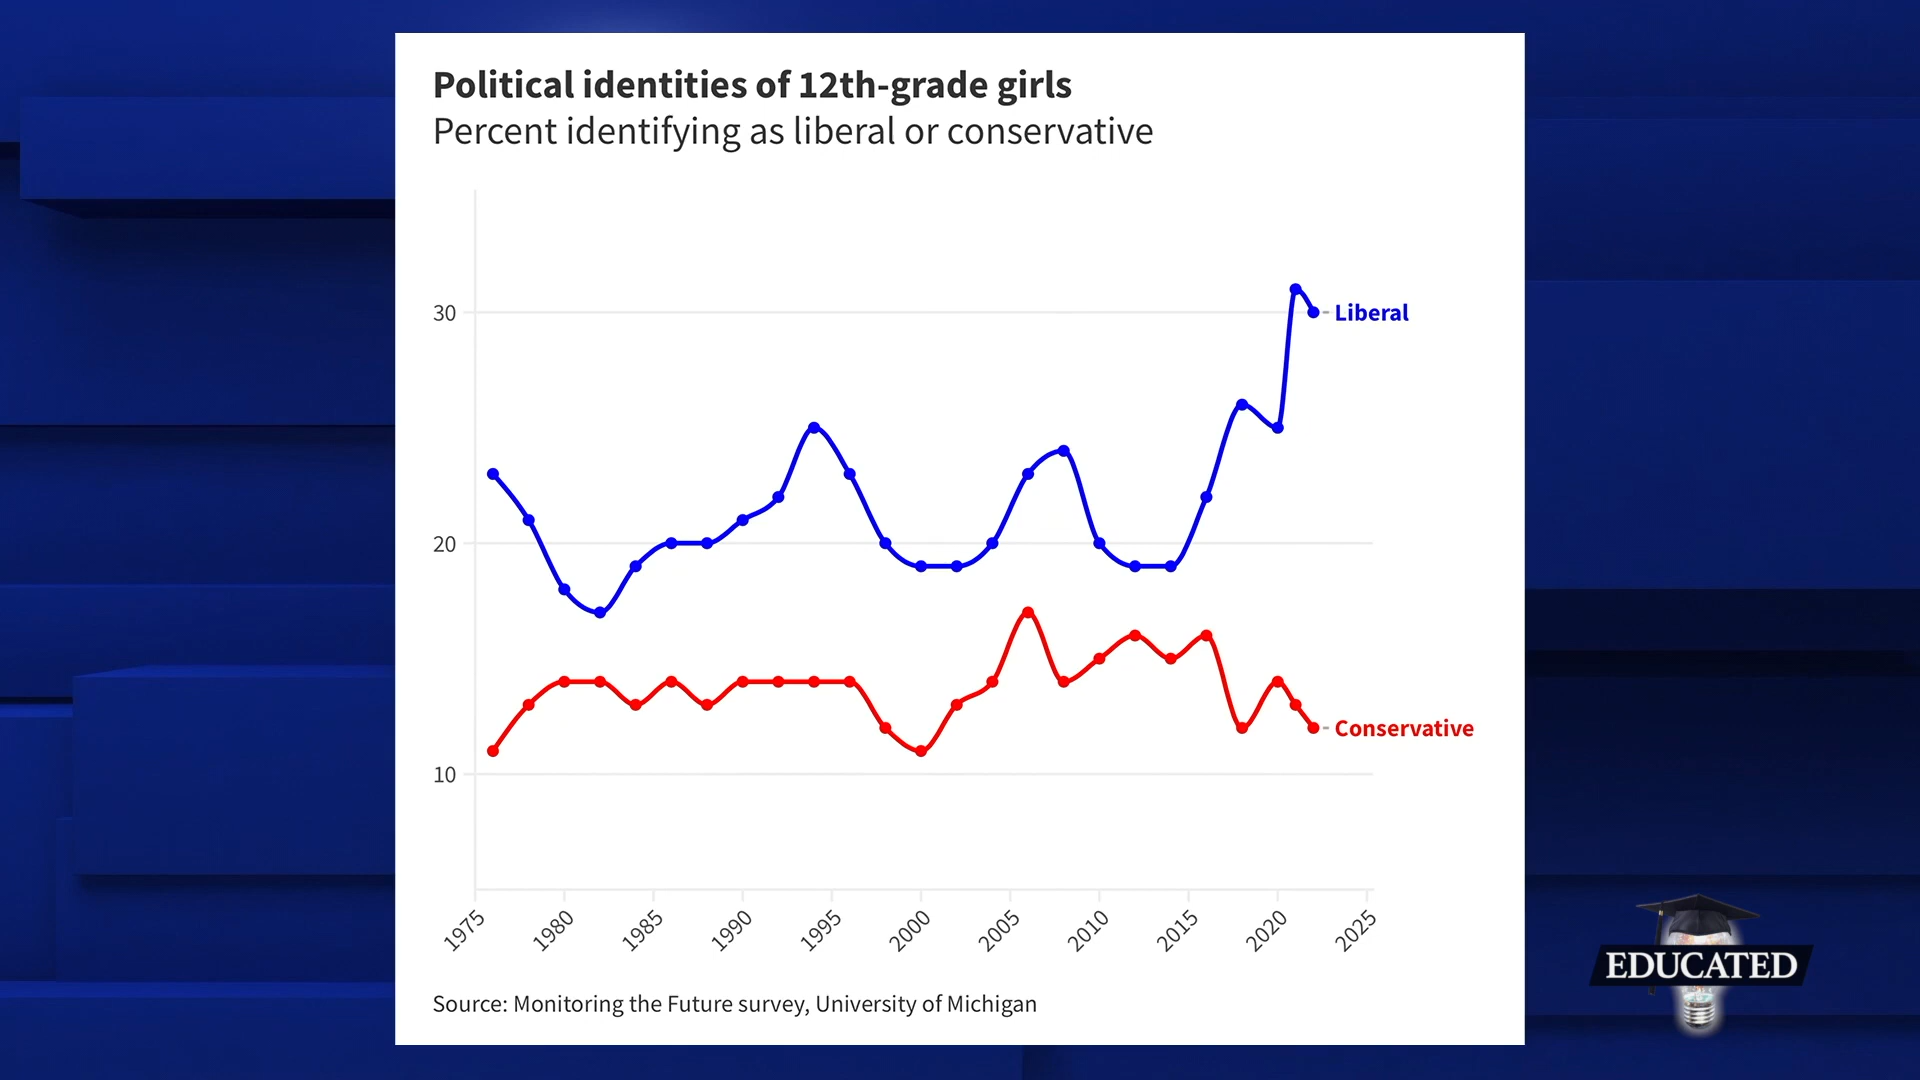 Political identities of 12th-grade girls
Percent identifying as liberal or conservative
30
Liberal
20
Conservative
10
1975 1980 1985 1990 1995 2000 2005 2010 2015 2020 2025
Source: Monitoring the Future survey, University of Michigan
EDUCATED